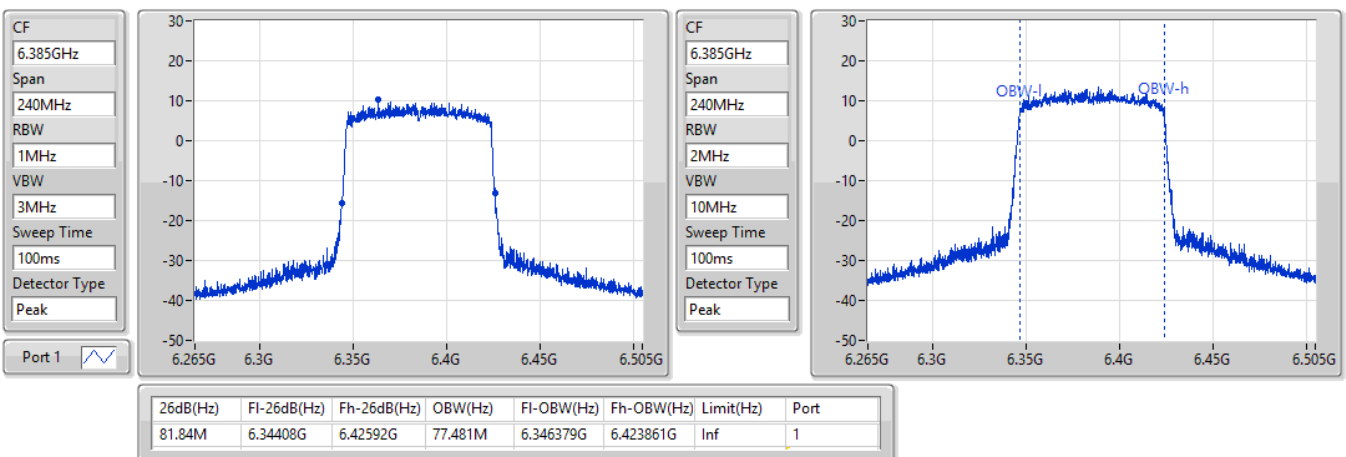 CF
6.385GHz
Span
240MHz
RBW
1MHz
VBW
3MHz
Sweep Time
100ms
Detector Type
Peak
Port 1
30
20
10
0
-10
-20
-30
-40
-50
6.265G 6.3G 6.35G 6.4G 6.45G 6.505G
CF
6.385GHz
Span
240MHz
RBW
2MHz
VBW
10MHz
Sweep Time
100ms
Detector Type
Peak
30
20
10
0
-10
-20
-30
-40
-50
OBW-l OBW-h
6.265G 6.3G 6.35G 6.4G 6.45G 6.505G
26dB(Hz) Fl-26dB(Hz) Fh-26dB(Hz) OBW(Hz) Fl-OBW(Hz) Fh-OBW(Hz) Limit(Hz) Port
81.84M 6.34408G 6.42592G 77.481M 6.346379G 6.423861G Inf 1